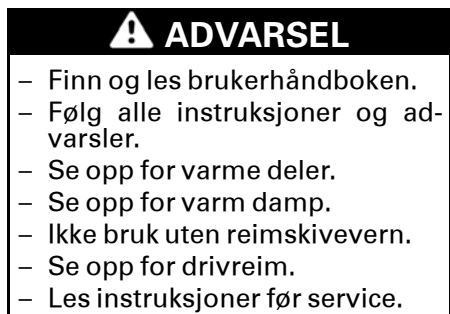 ADVARSEL
– Finn og les brukerhåndboken.
– Følg alle instruksjoner og ad-
varsler.
– Se opp for varme deler.
– Se opp for varm damp.
– Ikke bruk uten reimskivevern.
– Se opp for drivreim.
– Les instruksjoner før service.